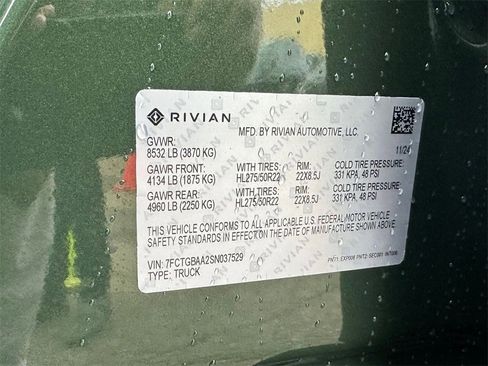 RIVIAN
MFD. BY RIVIAN AUTOMOTIVE, LLC.
GVWR: 11/24
8532 LB (3870 KG)
GAWR FRONT: WITH TIRES: RIM: COLD TIRE PRESSURE:
4134 LB (1875 KG) HL275/50R22 22X8.5J 331 KPA, 48 PSI
GAWR REAR WITH TIRES: RIM: COLD TIRE PRESSURE:
4960 LB (2250 KG) HL275/50R22 22X8.5J 331 KPA, 48 PSI
THIS VEHICLE CONFORMS TO ALL APPLICABLE U.S. FEDERAL MOTOR VEHICLE
SAFETY STANDARDS IN EFFECT ON THE DATE OF MANUFACTURE SHOWN ABOVE.
VIN: 7FCTGBAA2SN037529
TYPE: TRUCK